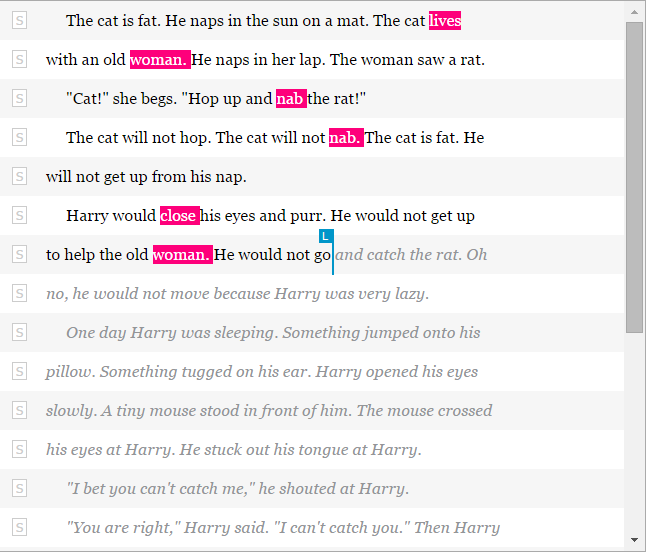 S The cat is fat. He naps in the sun on a mat. The cat lives
S with an old woman. He naps in her lap. The woman saw a rat.
S "Cat!" she begs. "Hop up and nab the rat!"
S The cat will not hop. The cat will not nab. The cat is fat. He
S will not get up from his nap.
S Harry would close his eyes and purr. He would not get up
L
S to help the old woman. He would not go and catch the rat. Oh
S no, he would not move because Harry was very lazy.
S One day Harry was sleeping. Something jumped onto his
S pillow. Something tugged on his ear. Harry opened his eyes
S slowly. A tiny mouse stood in front of him. The mouse crossed
S his eyes at Harry. He stuck out his tongue at Harry.
S "I bet you can't catch me," he shouted at Harry.
S "You are right," Harry said. "I can't catch you." Then Harry